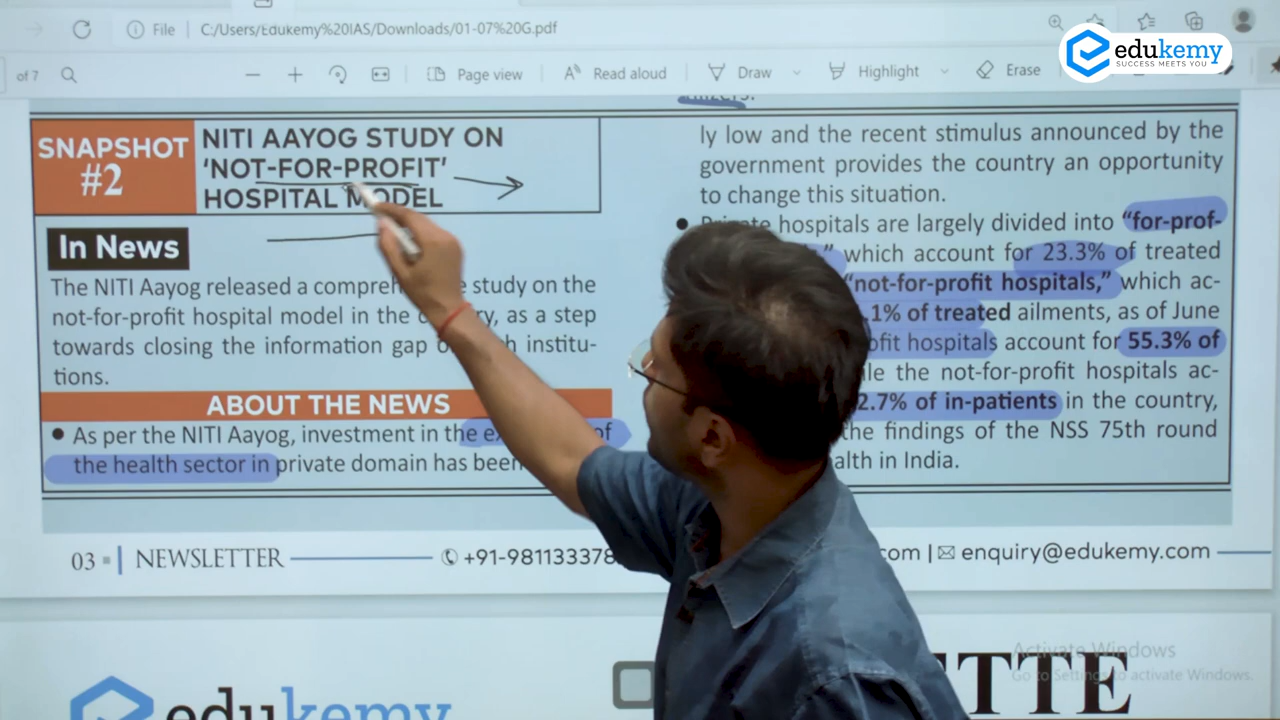 File
C:/Users/Edukemy%20IAS/Downloads/01-07%20G.pdf
edukemy
SUCCESS MEETS YOU
of 7
Page view
Read aloud
Draw
Highlight
Erase
SNAPSHOT
#2
NITI AAYOG STUDY ON
‘NOT-FOR-PROFIT’
HOSPITAL MODEL
In News
The NITI Aayog released a study on the
not-for-profit hospital model in the as a step
towards closing the information gap institu-
tions.
ABOUT THE NEWS
• As per the NITI Aayog, investment in of
the health sector in private domain has been
ly low and the recent stimulus announced by the
government provides the country an opportunity
to change this situation.
• Private hospitals are largely divided into “for-prof-
which account for 23.3% of treated
“not-for-profit hospitals,” which ac-
1% of treated ailments, as of June
hospitals account for 55.3% of
the not-for-profit hospitals ac-
2.7% of in-patients in the country,
the findings of the NSS 75th round
in India.
03 NEWSLETTER
+91-981133378
| enquiry@edukemy.com
Activate Windows
Go to Settings to activate Windows.
edukemy
TTE